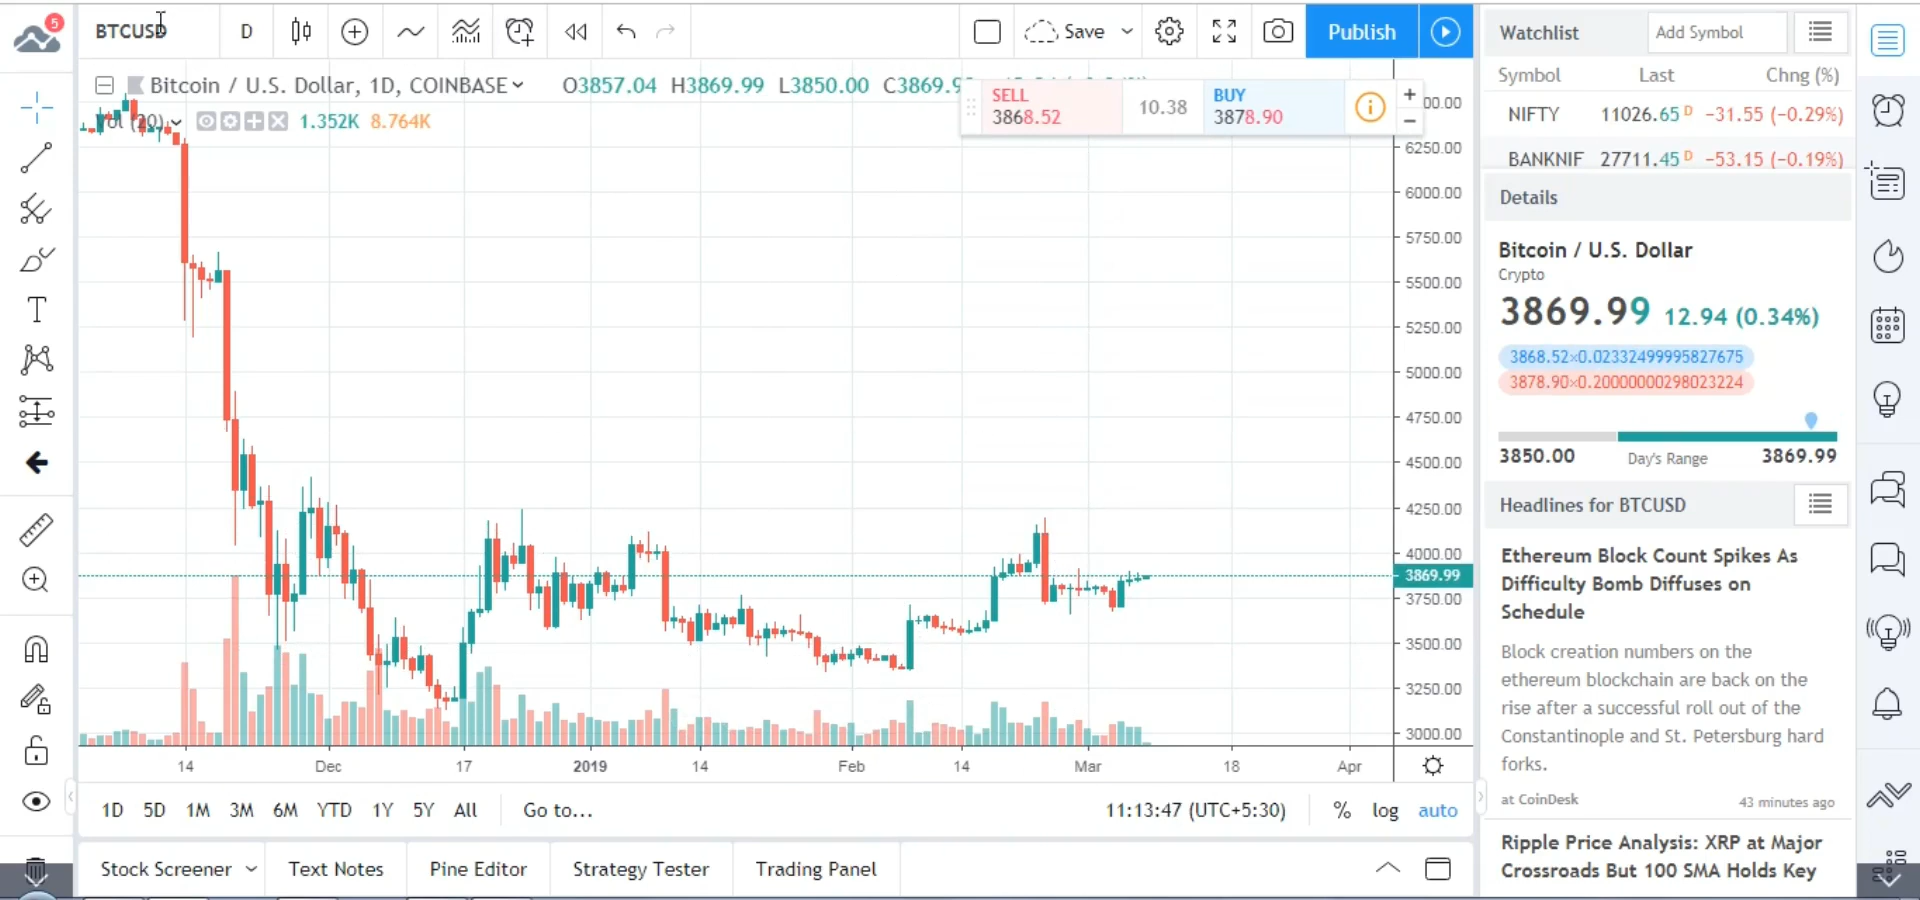 5
BTCUSD
D
Save
Publish
Bitcoin / U.S. Dollar, 1D, COINBASE
O3857.04 H3869.99 L3850.00 C3869.9
Vol (20) 1.352K 8.764K
SELL
3868.52
10.38
BUY
3878.90
+
−
00.00
6250.00
6000.00
5750.00
5500.00
5250.00
5000.00
4750.00
4500.00
4250.00
4000.00
3869.99
3750.00
3500.00
3250.00
3000.00
14 Dec 17 2019 14 Feb 14 Mar 18 Apr
1D 5D 1M 3M 6M YTD 1Y 5Y All Go to...
11:13:47 (UTC+5:30) % log auto
Stock Screener Text Notes Pine Editor Strategy Tester Trading Panel
Watchlist Add Symbol
Symbol Last Chng (%)
NIFTY 11026.65 D −31.55 (−0.29%)
BANKNIF 27711.45 D −53.15 (−0.19%)
Details
Bitcoin / U.S. Dollar
Crypto
3869.99 12.94 (0.34%)
3868.52×0.02332499995827675
3878.90×0.20000000298023224
3850.00 Day's Range 3869.99
Headlines for BTCUSD
Ethereum Block Count Spikes As
Difficulty Bomb Diffuses on
Schedule
Block creation numbers on the
ethereum blockchain are back on the
rise after a successful roll out of the
Constantinople and St. Petersburg hard
forks.
at CoinDesk 43 minutes ago
Ripple Price Analysis: XRP at Major
Crossroads But 100 SMA Holds Key